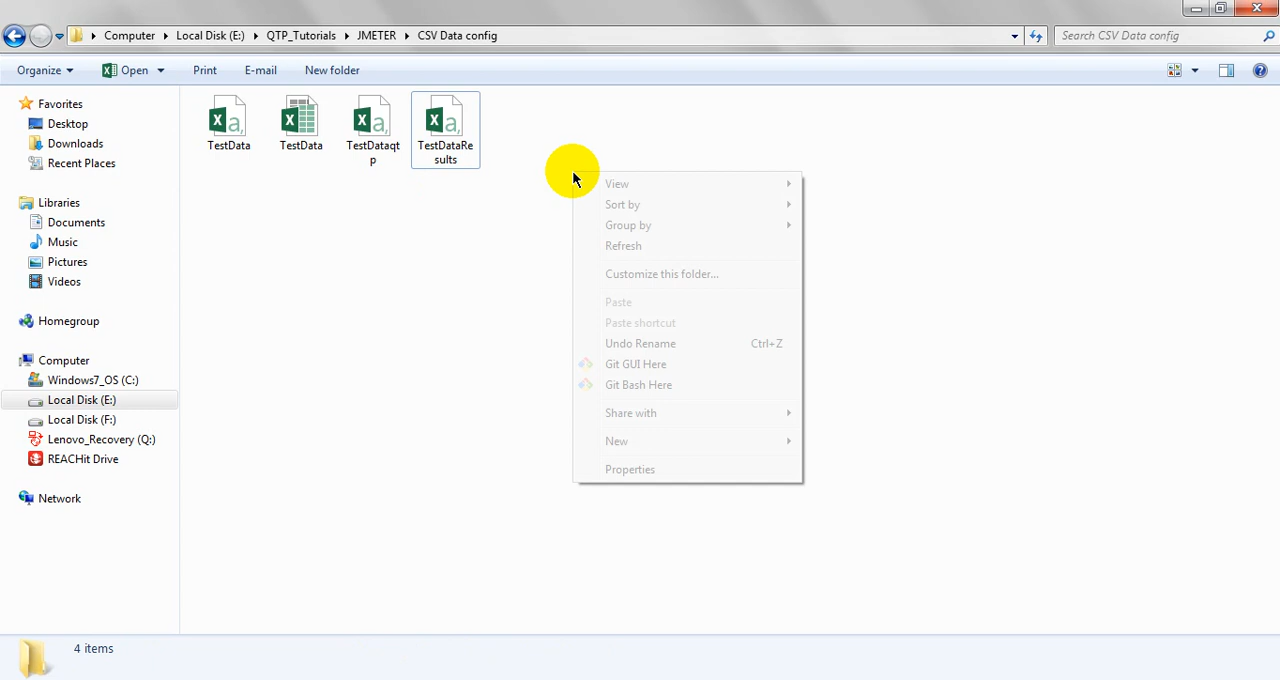 Computer Local Disk (E:) QTP_Tutorials JMETER CSV Data config Search CSV Data config
Organize Open Print E-mail New folder
Favorites
Desktop
Downloads
Recent Places
Libraries
Documents
Music
Pictures
Videos
Homegroup
Computer
Windows7_OS (C:)
Local Disk (E:)
Local Disk (F:)
Lenovo_Recovery (Q:)
REACHit Drive
Network
TestData TestData TestDataqt TestDataRe
p sults
View
Sort by
Group by
Refresh
Customize this folder...
Paste
Paste shortcut
Undo Rename Ctrl+Z
Git GUI Here
Git Bash Here
Share with
New
Properties
4 items